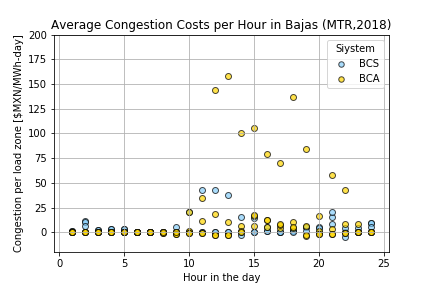 Average Congestion Costs per Hour in Bajas (MTR,2018)
Congestion per load zone [$MXN/MWh-day]
200
175
150
125
100
75
50
25
0
Siystem
BCS
BCA
0 5 10 15 20 25
Hour in the day